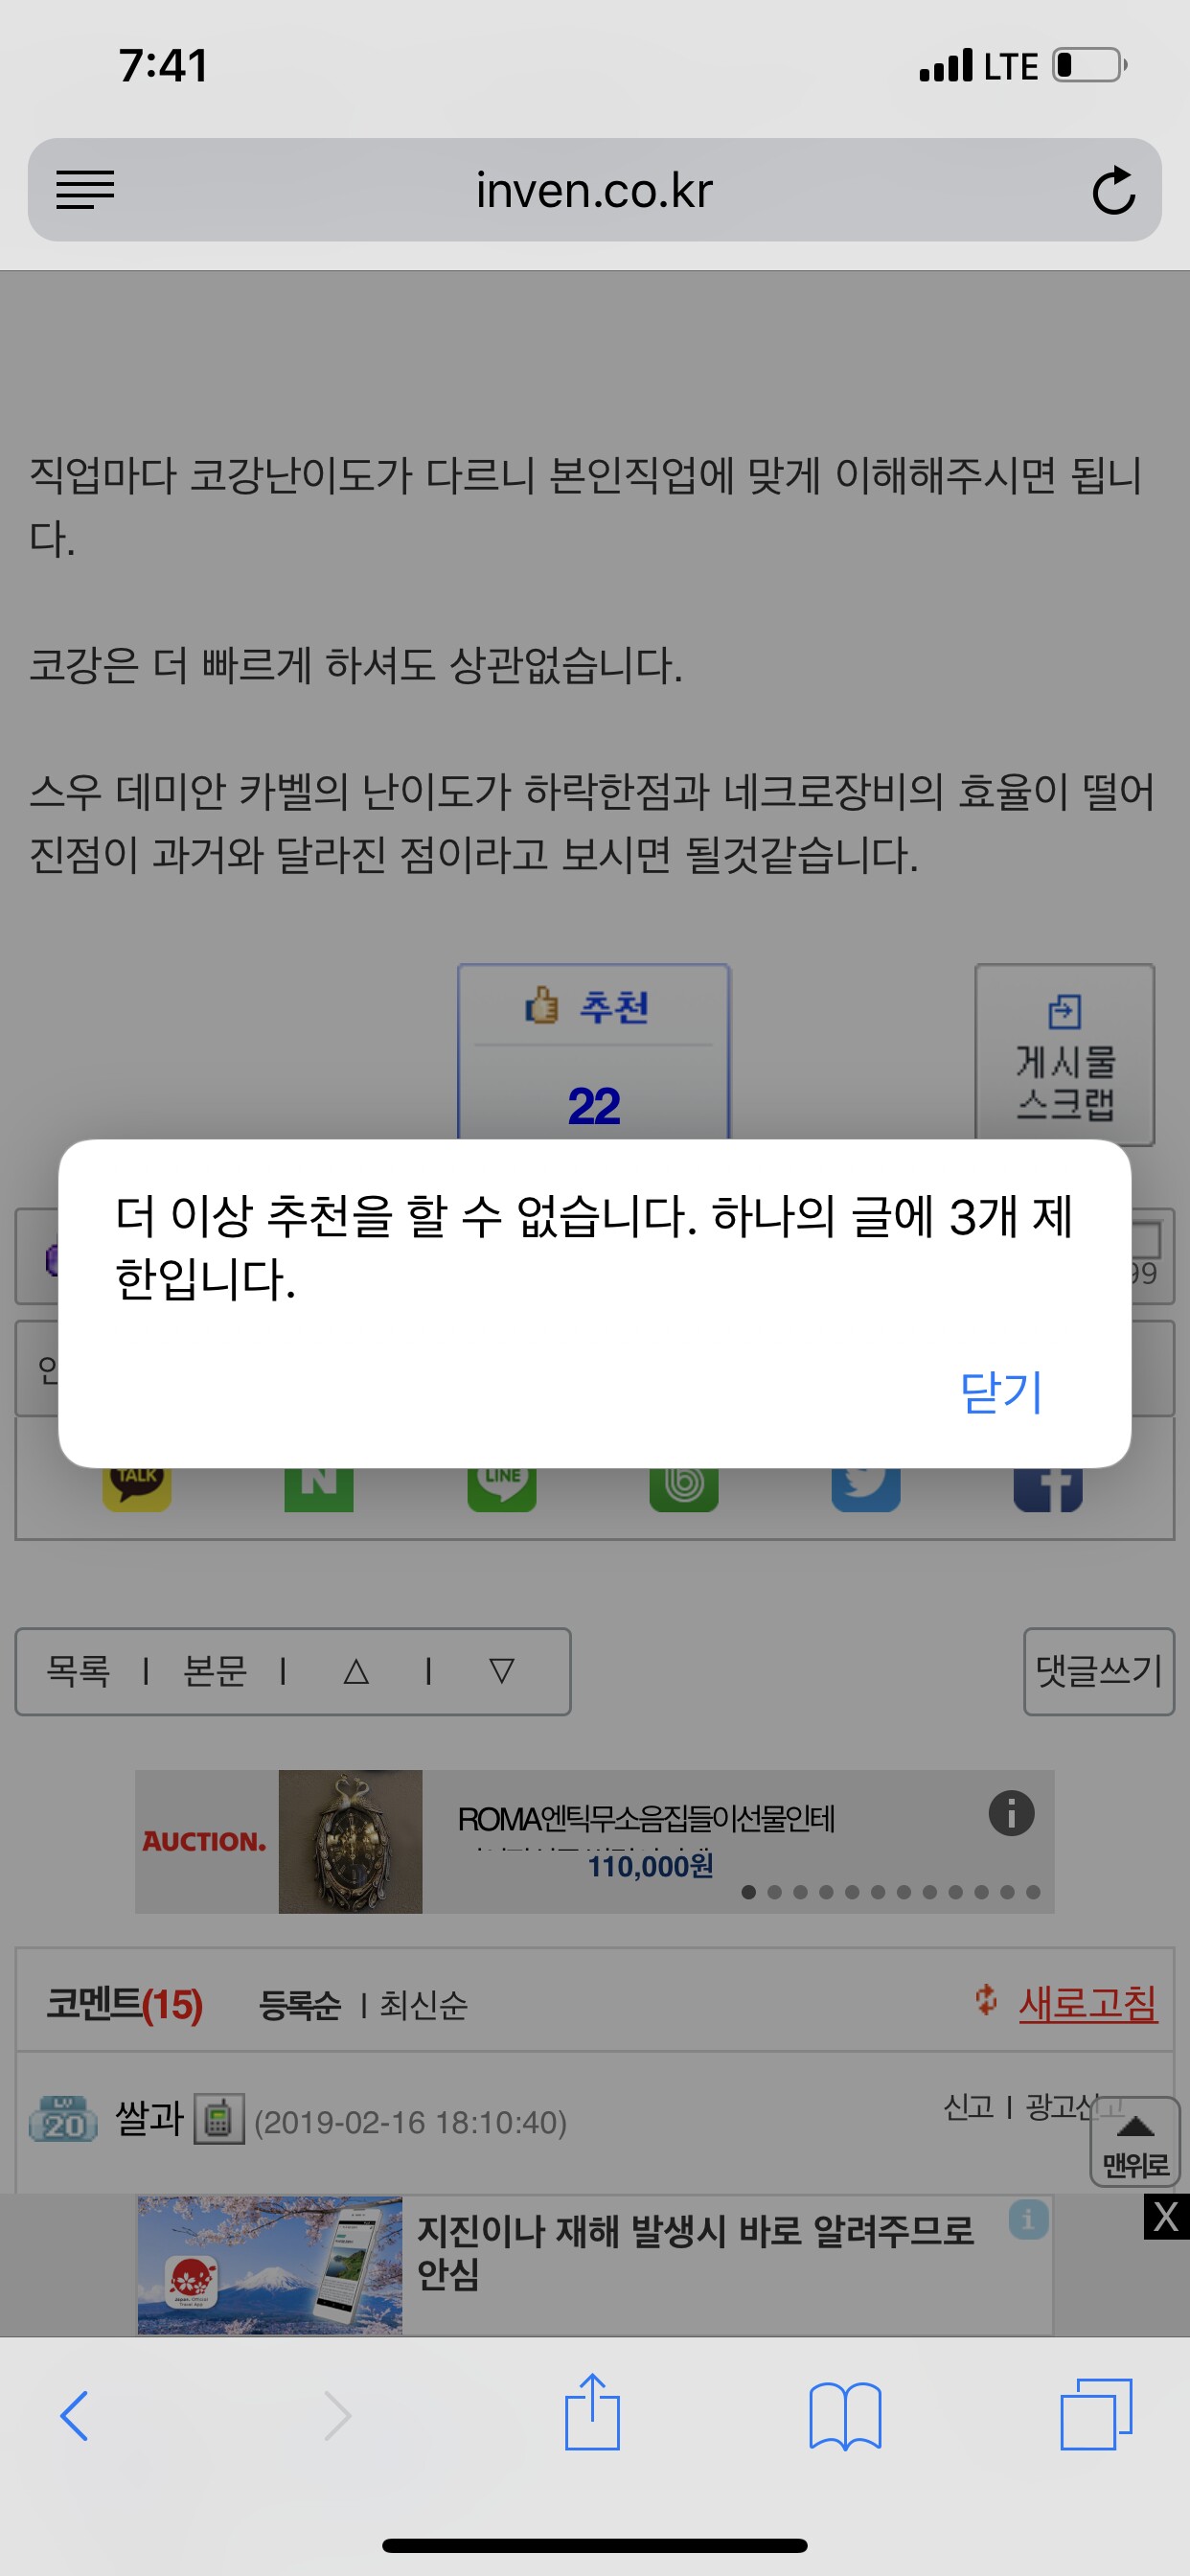 7:41
LTE
inven.co.kr
직업마다 코강난이도가 다르니 본인직업에 맞게 이해해주시면 됩니
다.
코강은 더 빠르게 하셔도 상관없습니다.
스우 데미안 카벨의 난이도가 하락한점과 네크로장비의 효율이 떨어
진점이 과거와 달라진 점이라고 보시면 될것같습니다.
추천
22
게시물
스크랩
더 이상 추천을 할 수 없습니다. 하나의 글에 3개 제
한입니다.
닫기
TALK
N
LINE
목록 | 본문 | △ | ▽
댓글쓰기
AUCTION.
ROMA엔틱무소음집들이선물인테
110,000원
코멘트(15) 등록순 | 최신순
새로고침
LV
20
쌀과 (2019-02-16 18:10:40)
신고 | 광고신고
맨위로
X
지진이나 재해 발생시 바로 알려주므로
안심